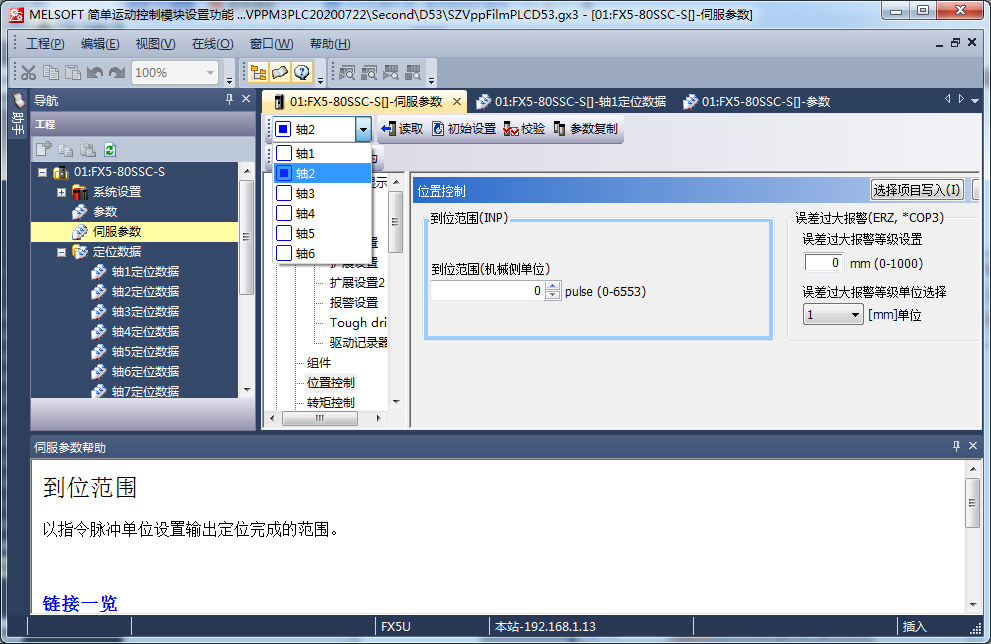 MELSOFT 简单运动控制模块设置功能 ...VPPM3PLC20200722\Second\D53\SZVppFilmPLCD53.gx3 - [01:FX5-80SSC-S[]-伺服参数]
工程(P) 编辑(E) 视图(V) 在线(O) 窗口(W) 帮助(H)
100%
助手
导航
工程
01:FX5-80SSC-S
系统设置
参数
伺服参数
定位数据
轴1定位数据
轴2定位数据
轴3定位数据
轴4定位数据
轴5定位数据
轴6定位数据
轴7定位数据
01:FX5-80SSC-S[]-伺服参数 01:FX5-80SSC-S[]-轴1定位数据 01:FX5-80SSC-S[]-参数
轴2 读取 初始设置 校验 参数复制
轴1
轴2
轴3
轴4
轴5
轴6
显示
扩展设置
扩展设置2
报警设置
Tough dri
驱动记录器
组件
位置控制
转矩控制
位置控制
选择项目写入(I)
到位范围(INP)
到位范围(机械侧单位)
0 pulse (0-6553)
误差过大报警(ERZ, *COP3)
误差过大报警等级设置
0 mm (0-1000)
误差过大报警等级单位选择
1 [mm]单位
伺服参数帮助
到位范围
以指令脉冲单位设置输出定位完成的范围。
链接一览
FX5U 本站-192.168.1.13 插入